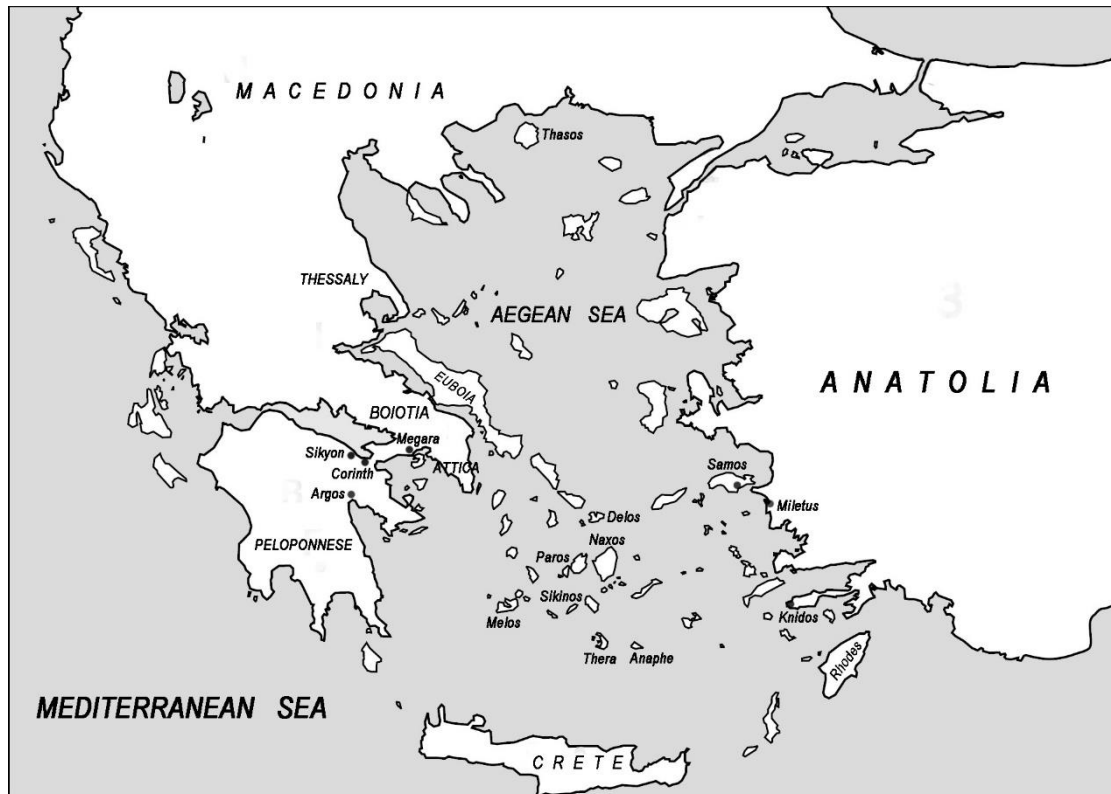 MACEDONIA
Thasos
THESSALY
AEGEAN SEA
EUBOIA
ANATOLIA
BOIOTIA
Megara
Sikyon
ATTICA
Corinth
Samos
Argos
Miletus
Delos
Naxos
PELOPONNESE
Paros
Sikinos
Melos
Knidos
Thera
Anaphe
Rhodes
MEDITERRANEAN SEA
CRETE